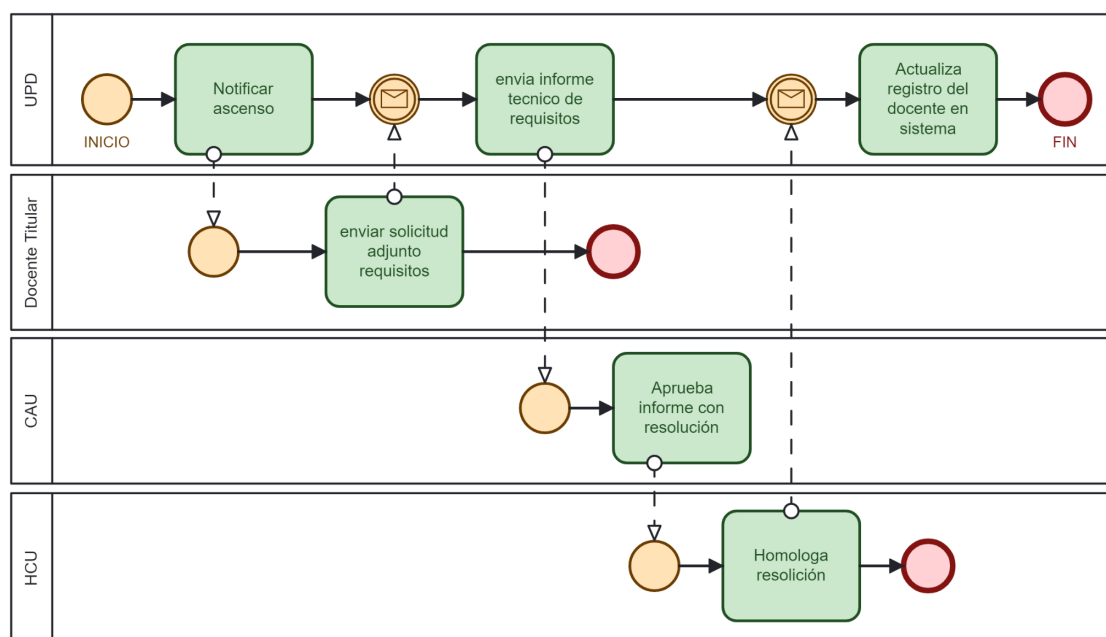 UPD
INICIO
Notificar
ascenso
envia informe
tecnico de
requisitos
Actualiza
registro del
docente en
sistema
FIN
Docente Titular
enviar solicitud
adjunto
requisitos
CAU
Aprueba
informe con
resolución
HCU
Homologa
resolición